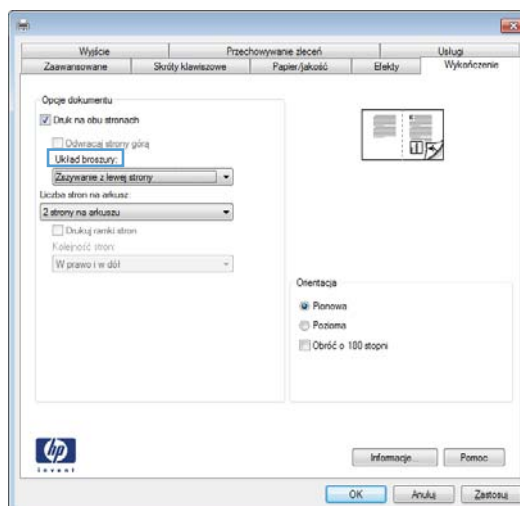 Wyjście Przechowywanie zleceń Usługi
Zaawansowane Skróty klawiszowe Papier/jakość Efekty Wykończenie
Opcje dokumentu
Druk na obu stronach
Odwracaj strony górą
Układ broszury:
Zszywanie z lewej strony
Liczba stron na arkusz:
2 strony na arkuszu
Drukuj ramki stron
Kolejność stron:
W prawo i w dół
Orientacja
Pionowa
Pozioma
Obróć o 180 stopni
hp
invent
Informacje... Pomoc
OK Anuluj Zastosuj